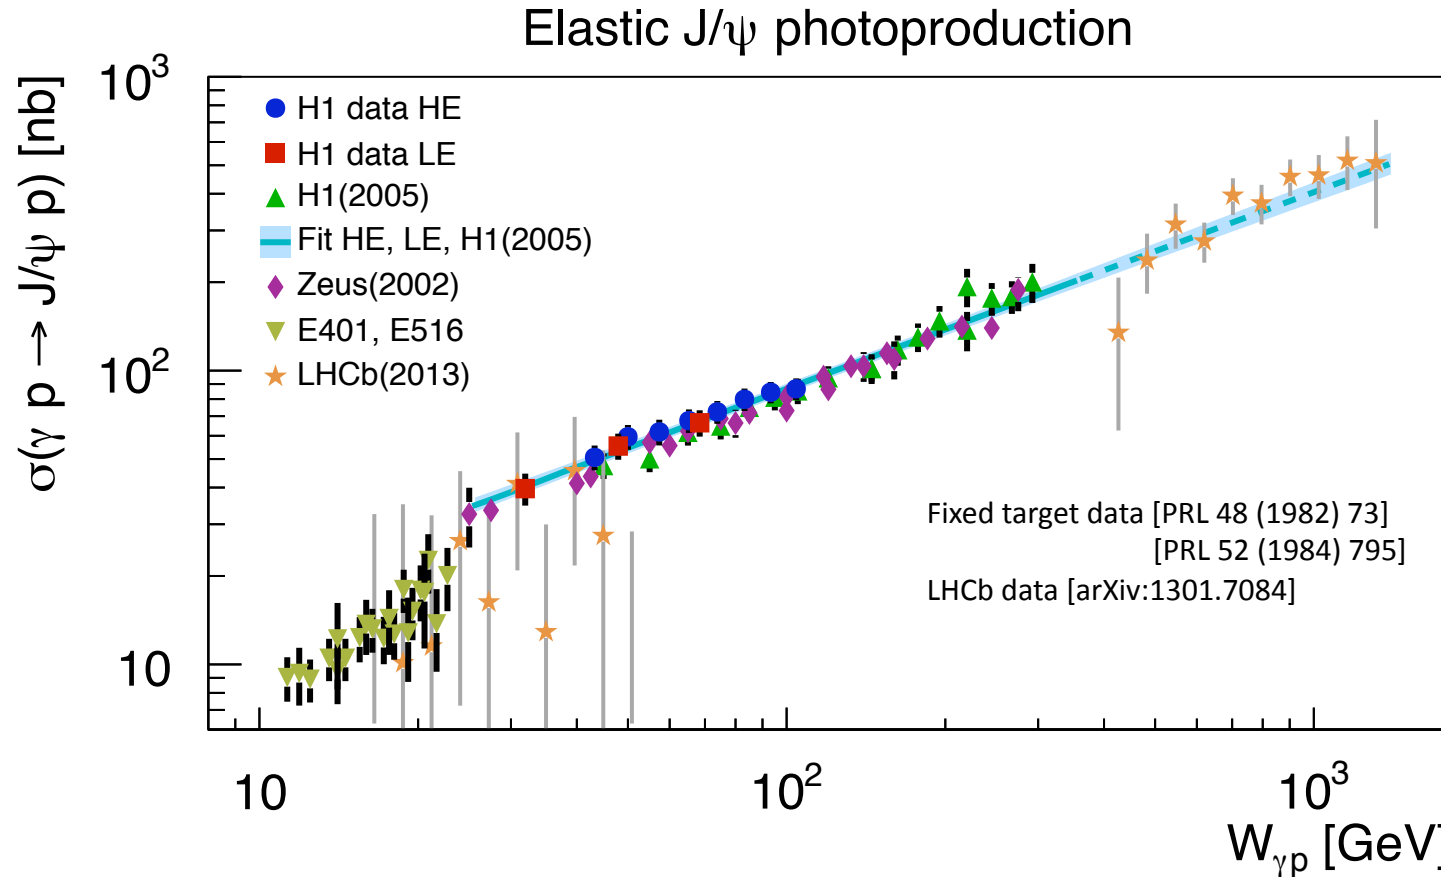 Elastic J/ψ photoproduction
σ(γ p → J/ψ p) [nb]
10³
10²
10
H1 data HE
H1 data LE
H1(2005)
Fit HE, LE, H1(2005)
Zeus(2002)
E401, E516
LHCb(2013)
Fixed target data [PRL 48 (1982) 73]
[PRL 52 (1984) 795]
LHCb data [arXiv:1301.7084]
10
10²
10³
Wγp [GeV]